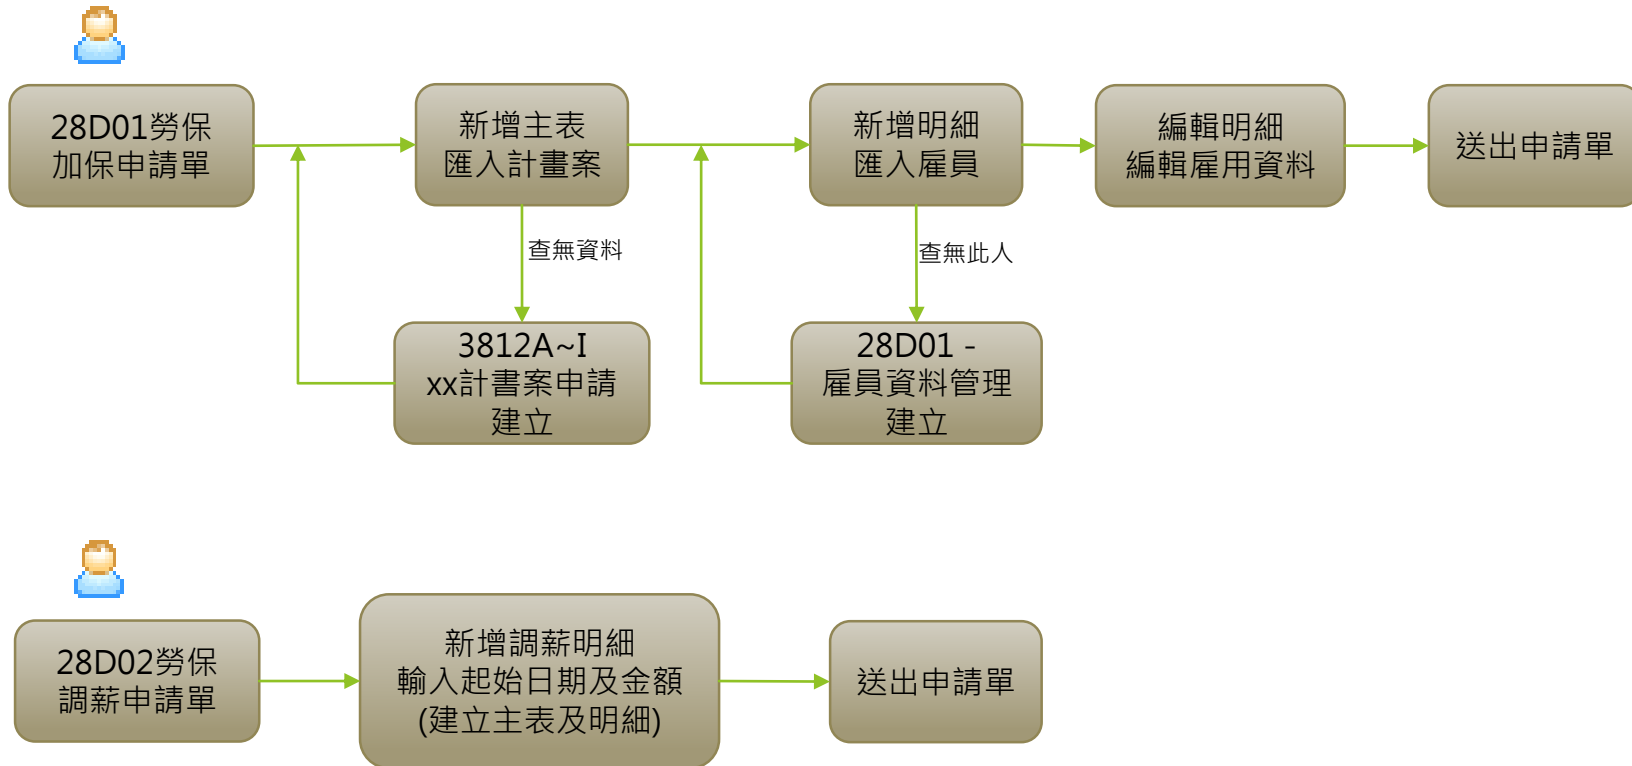 28D01勞保
加保申請單
新增主表
匯入計畫案
新增明細
匯入雇員
編輯明細
編輯雇用資料
送出申請單
查無資料
查無此人
3812A~I
xx計書案申請
建立
28D01 -
雇員資料管理
建立
28D02勞保
調薪申請單
新增調薪明細
輸入起始日期及金額
(建立主表及明細)
送出申請單